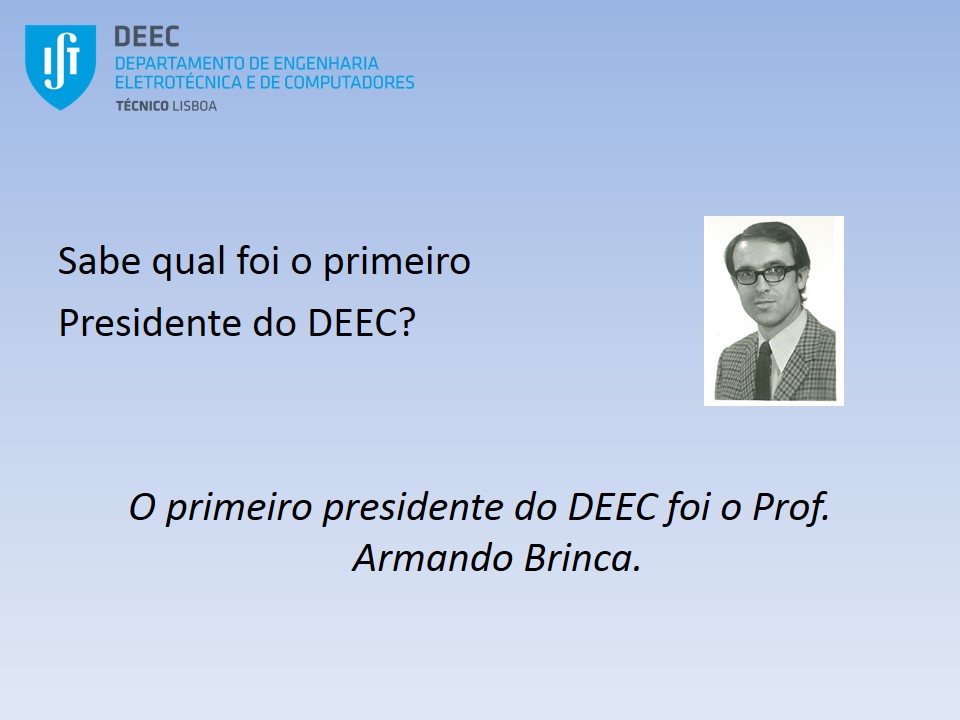 IST
DEEC
DEPARTAMENTO DE ENGENHARIA
ELETROTÉCNICA E DE COMPUTADORES
TÉCNICO LISBOA
Sabe qual foi o primeiro
Presidente do DEEC?
O primeiro presidente do DEEC foi o Prof.
Armando Brinca.